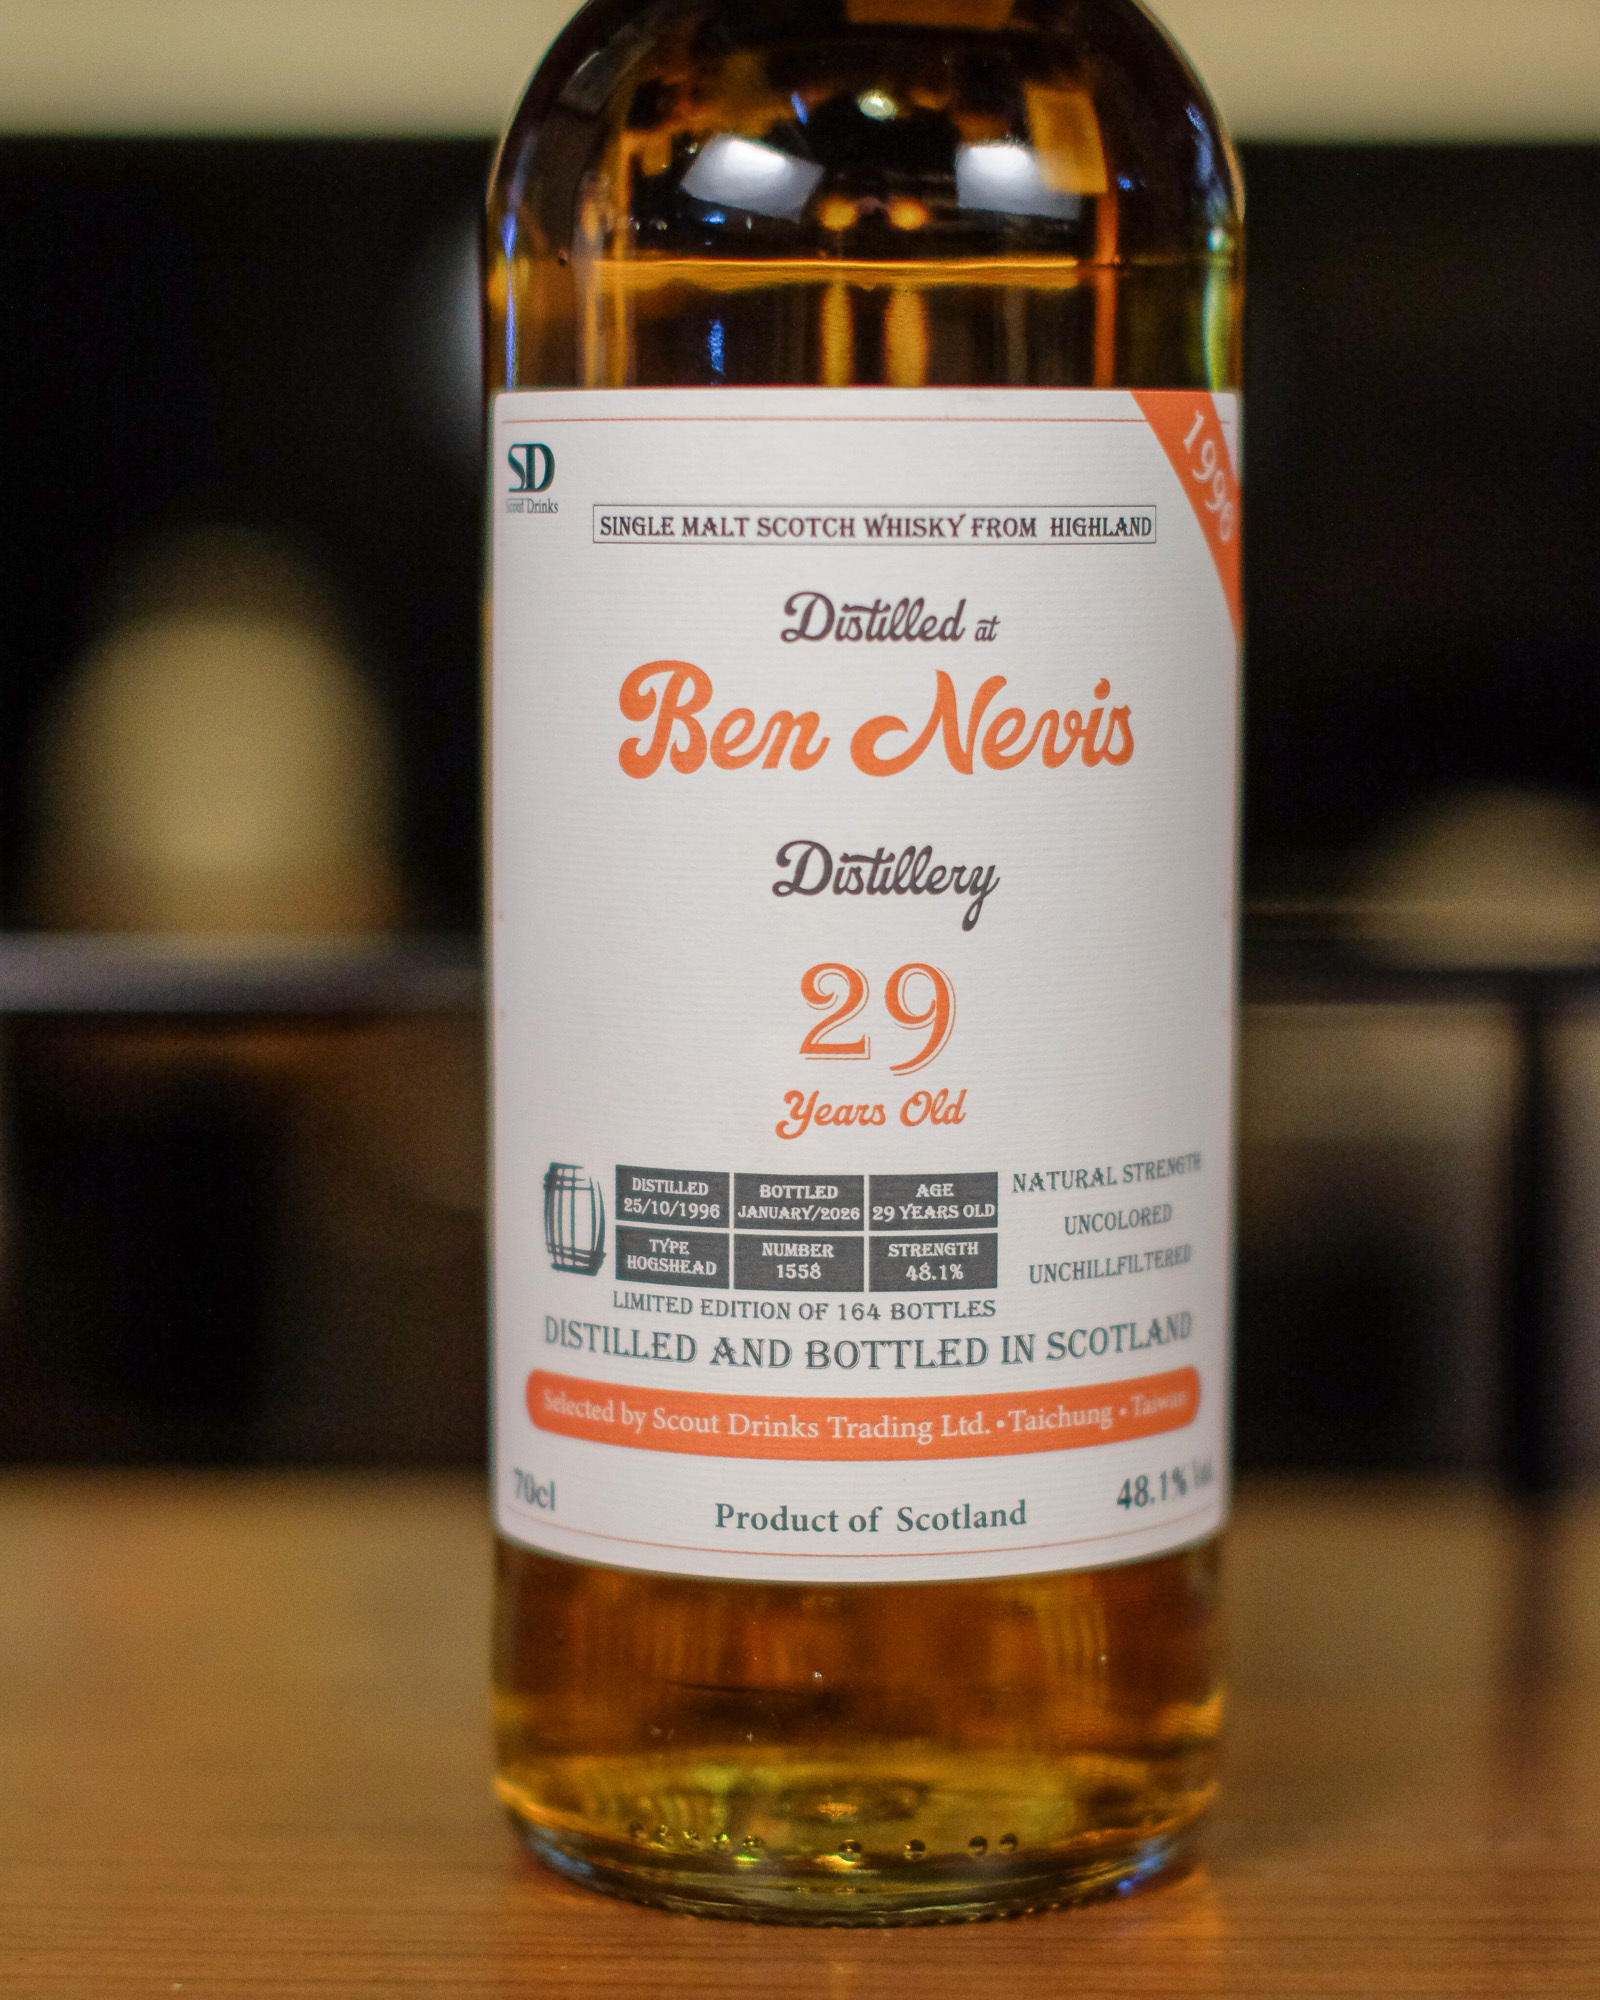 1996
SD
Scout Drinks
SINGLE MALT SCOTCH WHISKY FROM HIGHLAND
Distilled at
Ben Nevis
Distillery
29
Years Old
DISTILLED
25/10/1996
BOTTLED
JANUARY/2026
AGE
29 YEARS OLD
TYPE
HOGSHEAD
NUMBER
1558
STRENGTH
48.1%
NATURAL STRENGTH
UNCOLORED
UNCHILLFILTERED
LIMITED EDITION OF 164 BOTTLES
DISTILLED AND BOTTLED IN SCOTLAND
Selected by Scout Drinks Trading Ltd. • Taichung • Taiwan
70cl
Product of Scotland
48.1%